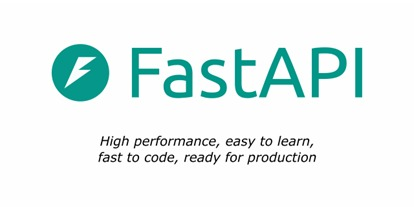 FastAPI
High performance, easy to learn,
fast to code, ready for production